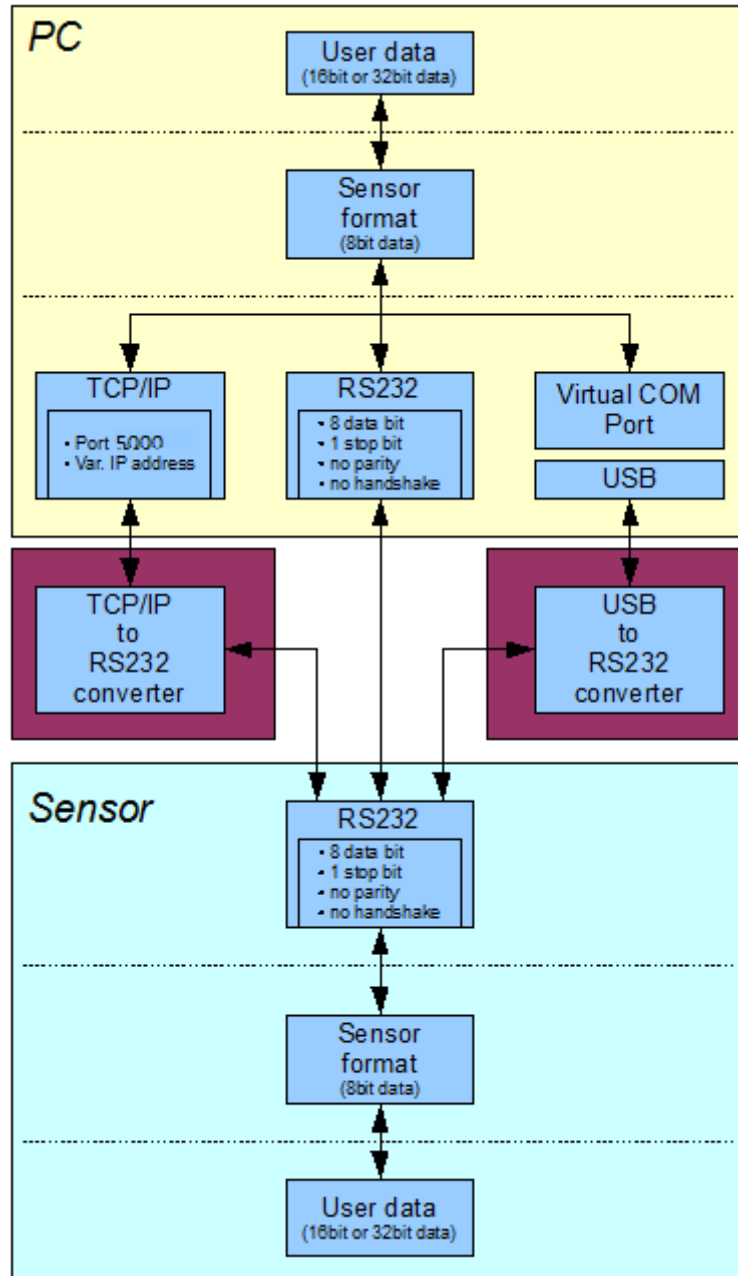 PC
User data
(16bit or 32bit data)
Sensor
format
(8bit data)
TCP/IP
• Port 5000
• Var. IP address
RS232
• 8 data bit
• 1 stop bit
• no parity
• no handshake
Virtual COM
Port
USB
TCP/IP
to
RS232
converter
USB
to
RS232
converter
Sensor
RS232
• 8 data bit
• 1 stop bit
• no parity
• no handshake
Sensor
format
(8bit data)
User data
(16bit or 32bit data)